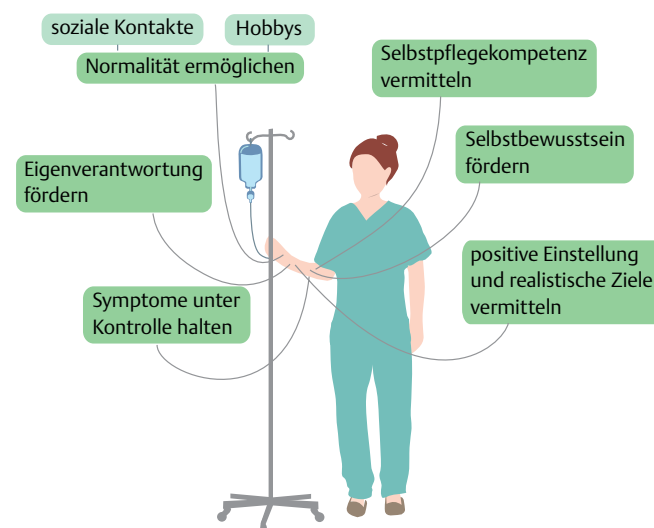 soziale Kontakte
Hobbys
Normalität ermöglichen
Selbstpflegekompetenz
vermitteln
Selbstbewusstsein
fördern
Eigenverantwortung
fördern
positive Einstellung
und realistische Ziele
vermitteln
Symptome unter
Kontrolle halten